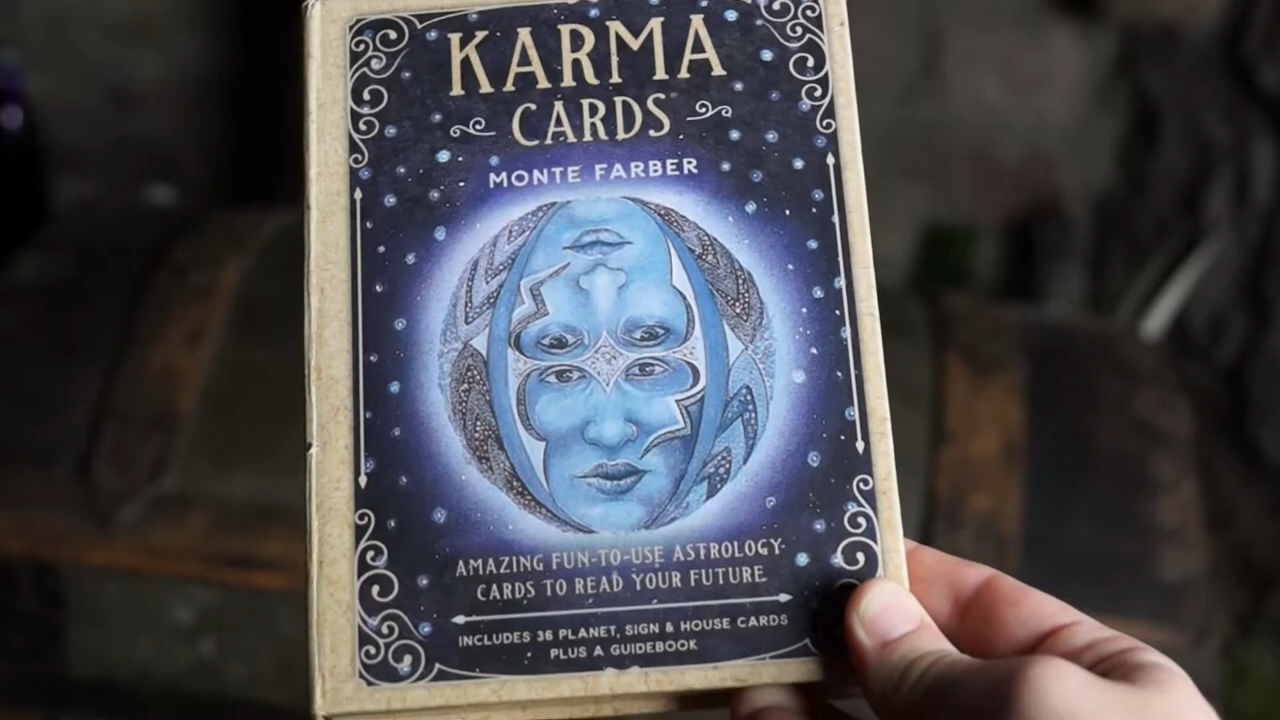 KARMA
CARDS
MONTE FARBER
AMAZING FUN-TO-USE ASTROLOGY
CARDS TO READ YOUR FUTURE
INCLUDES 36 PLANET, SIGN & HOUSE CARDS
PLUS A GUIDEBOOK